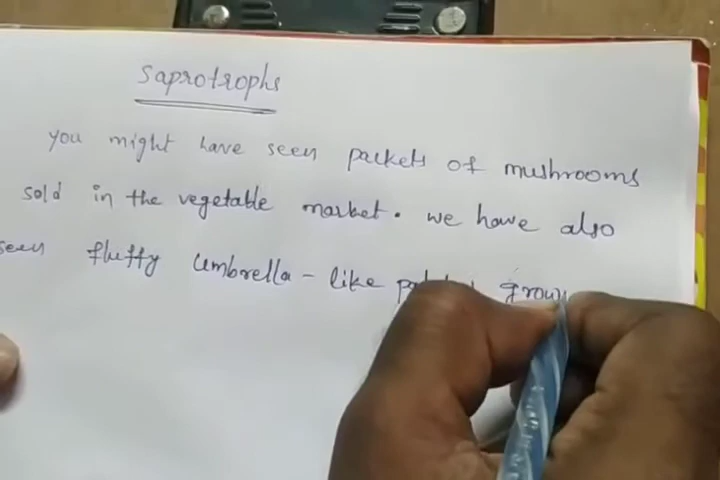 Saprotrophs
you might have seen packets of mushrooms
sold in the vegetable market. we have also
seen fluffy umbrella - like grow